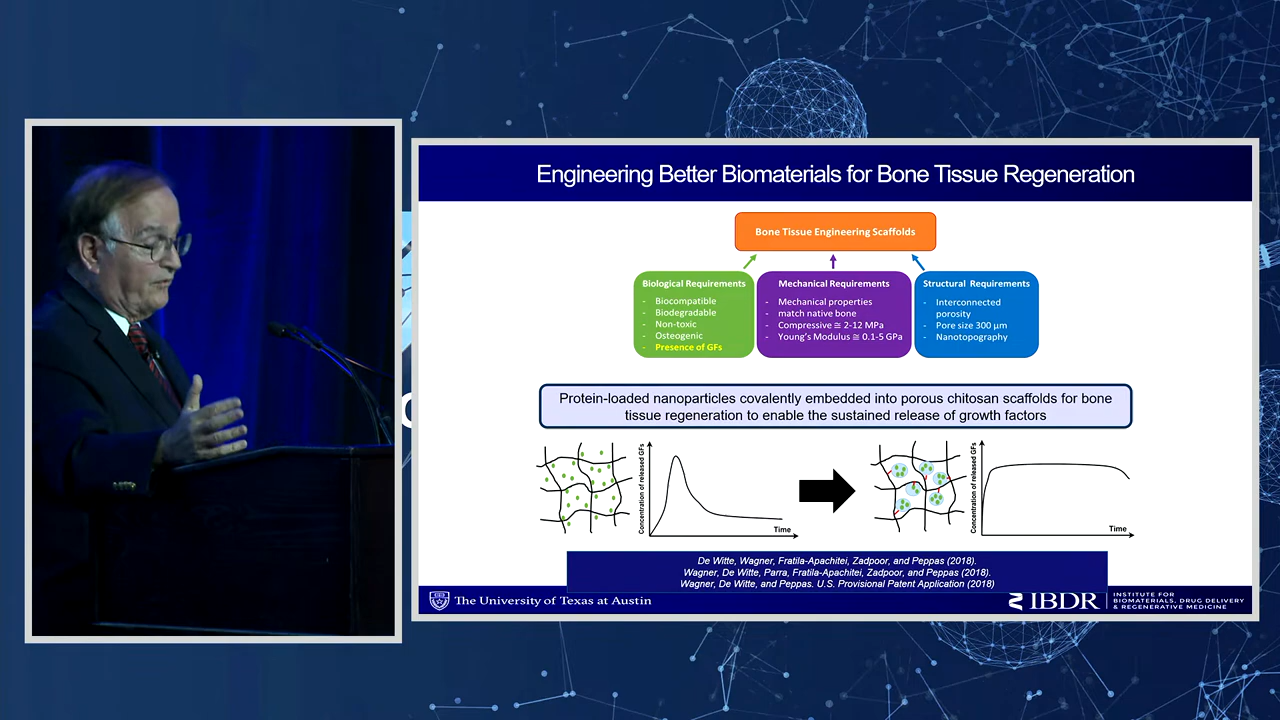 Engineering Better Biomaterials for Bone Tissue Regeneration
Bone Tissue Engineering Scaffolds
Biological Requirements
- Biocompatible
- Biodegradable
- Non-toxic
- Osteogenic
- Presence of GFs
Mechanical Requirements
- Mechanical properties
- match native bone
- Compressive ≅ 2-12 MPa
- Young's Modulus ≅ 0.1-5 GPa
Structural Requirements
- Interconnected
porosity
- Pore size 300 µm
- Nanotopography
Protein-loaded nanoparticles covalently embedded into porous chitosan scaffolds for bone
tissue regeneration to enable the sustained release of growth factors
Concentration of released GFs
Time
Concentration of released GFs
Time
De Witte, Wagner, Fratila-Apachitei, Zadpoor, and Peppas (2018).
Wagner, De Witte, Parra, Fratila-Apachitei, Zadpoor, and Peppas (2018).
Wagner, De Witte, and Peppas. U.S. Provisional Patent Application (2018)
The University of Texas at Austin
IBDR
INSTITUTE FOR
BIOMATERIALS, DRUG DELIVERY
& REGENERATIVE MEDICINE